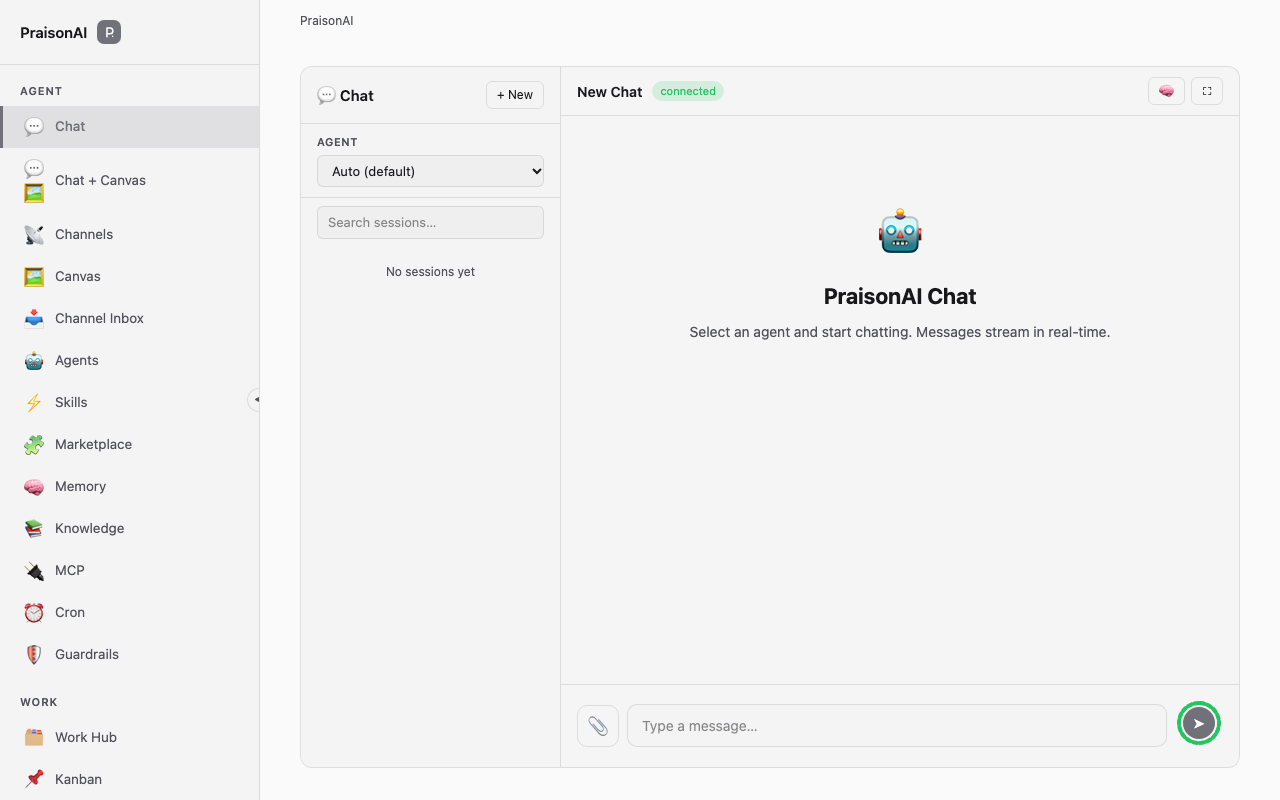 PraisonAI
P.
AGENT
Chat
Chat + Canvas
Channels
Canvas
Channel Inbox
Agents
Skills
Marketplace
Memory
Knowledge
MCP
Cron
Guardrails
WORK
Work Hub
Kanban
PraisonAI
Chat
+ New
AGENT
Auto (default)
Search sessions...
No sessions yet
New Chat
connected
PraisonAI Chat
Select an agent and start chatting. Messages stream in real-time.
Type a message...